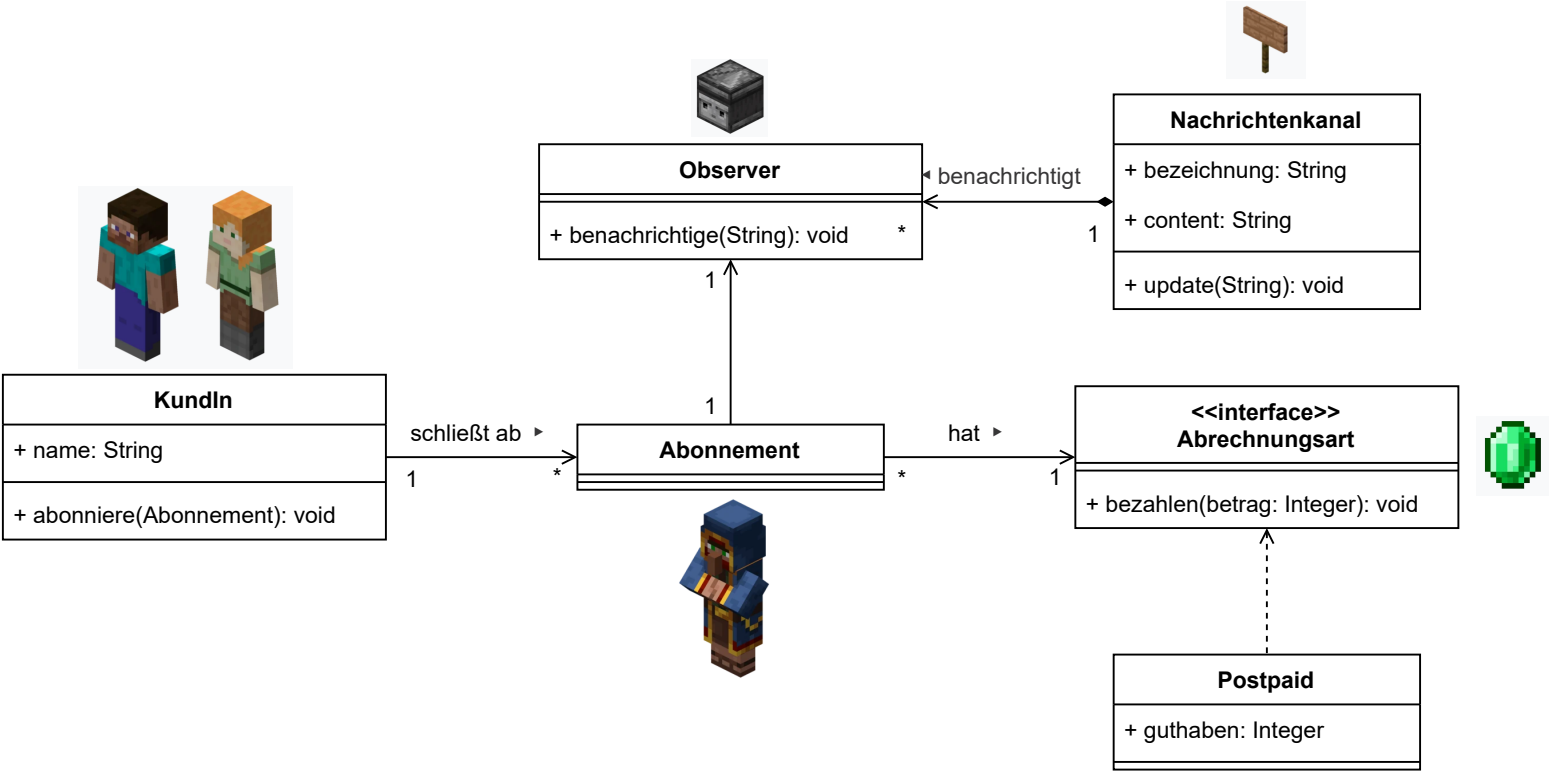 Nachrichtenkanal
+ bezeichnung: String
+ content: String
+ update(String): void
Observer
+ benachrichtige(String): void
*
◂ benachrichtigt
1
1
1
KundIn
+ name: String
+ abonniere(Abonnement): void
schließt ab ▸
1
*
Abonnement
hat ▸
*
1
<<interface>>
Abrechnungsart
+ bezahlen(betrag: Integer): void
Postpaid
+ guthaben: Integer